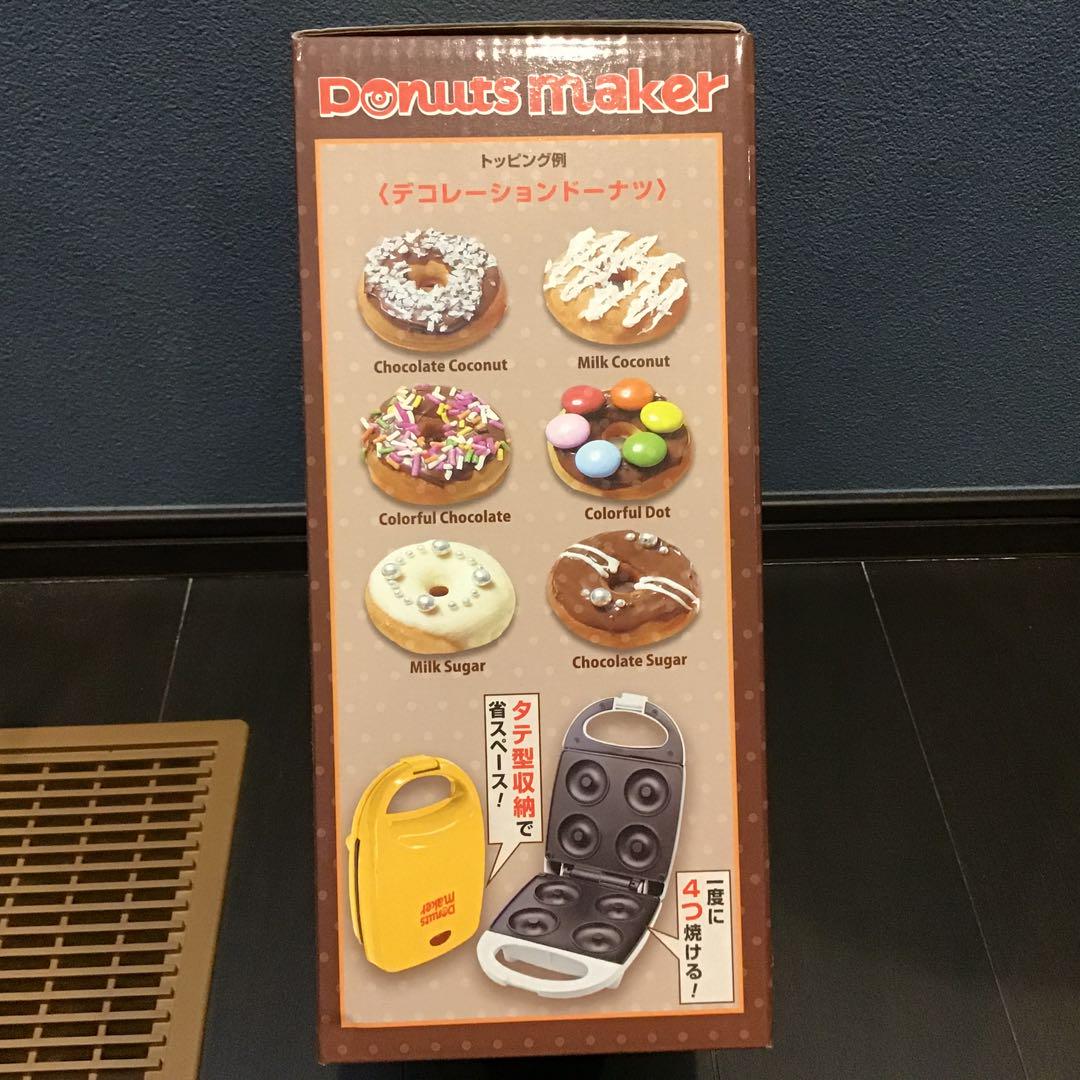 Donuts maker
トッピング例
〈デコレーションドーナツ〉
Chocolate Coconut
Milk Coconut
Colorful Chocolate
Colorful Dot
Milk Sugar
Chocolate Sugar
タテ型収納で
省スペース！
Donuts
maker
一度に
4つ焼ける！